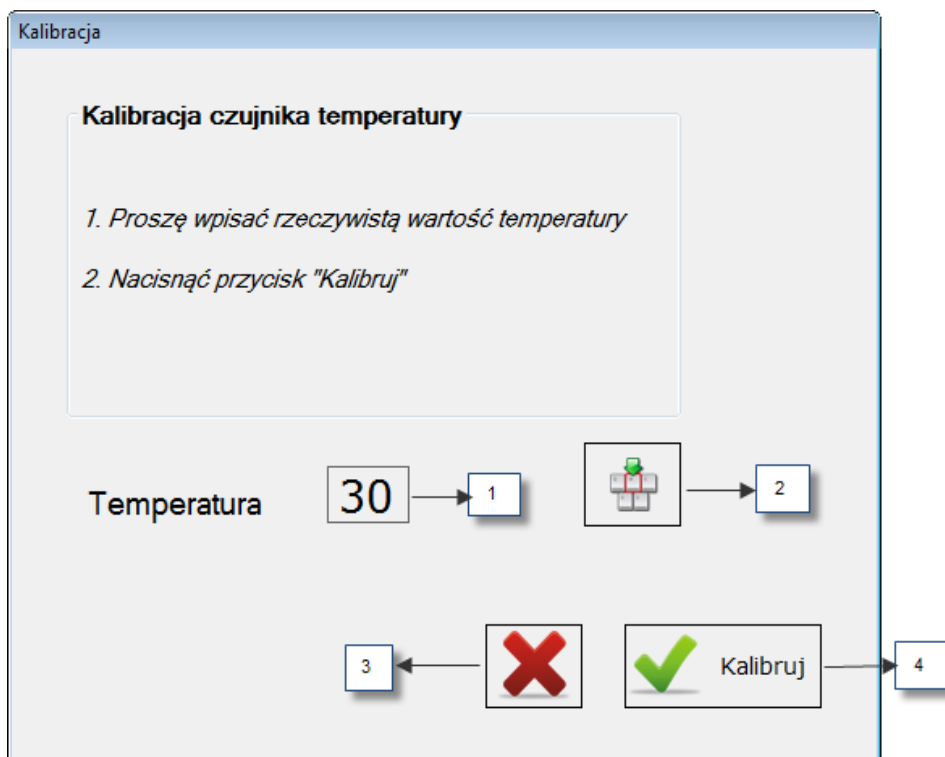 Kalibracja
Kalibracja czujnika temperatury
1. Proszę wpisać rzeczywistą wartość temperatury
2. Nacisnąć przycisk "Kalibruj"
Temperatura 30 1 2
3 Kalibruj 4